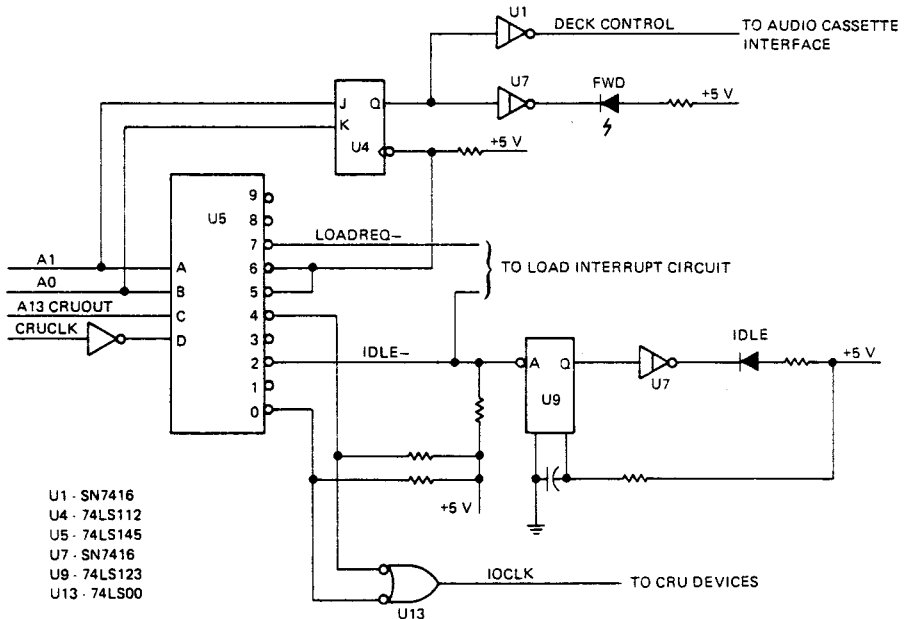 U1
DECK CONTROL
TO AUDIO CASSETTE
INTERFACE
J Q
K
U4
U7
FWD
+5 V
+5 V
U5
9
8
7
6
5
4
3
2
1
0
A
B
C
D
A1
A0
A13 CRUOUT
CRUCLK
LOADREQ–
TO LOAD INTERRUPT CIRCUIT
IDLE–
A Q
U9
U7
IDLE
+5 V
+5 V
U1 - SN7416
U4 - 74LS112
U5 - 74LS145
U7 - SN7416
U9 - 74LS123
U13 - 74LS00
IOCLK
TO CRU DEVICES
U13